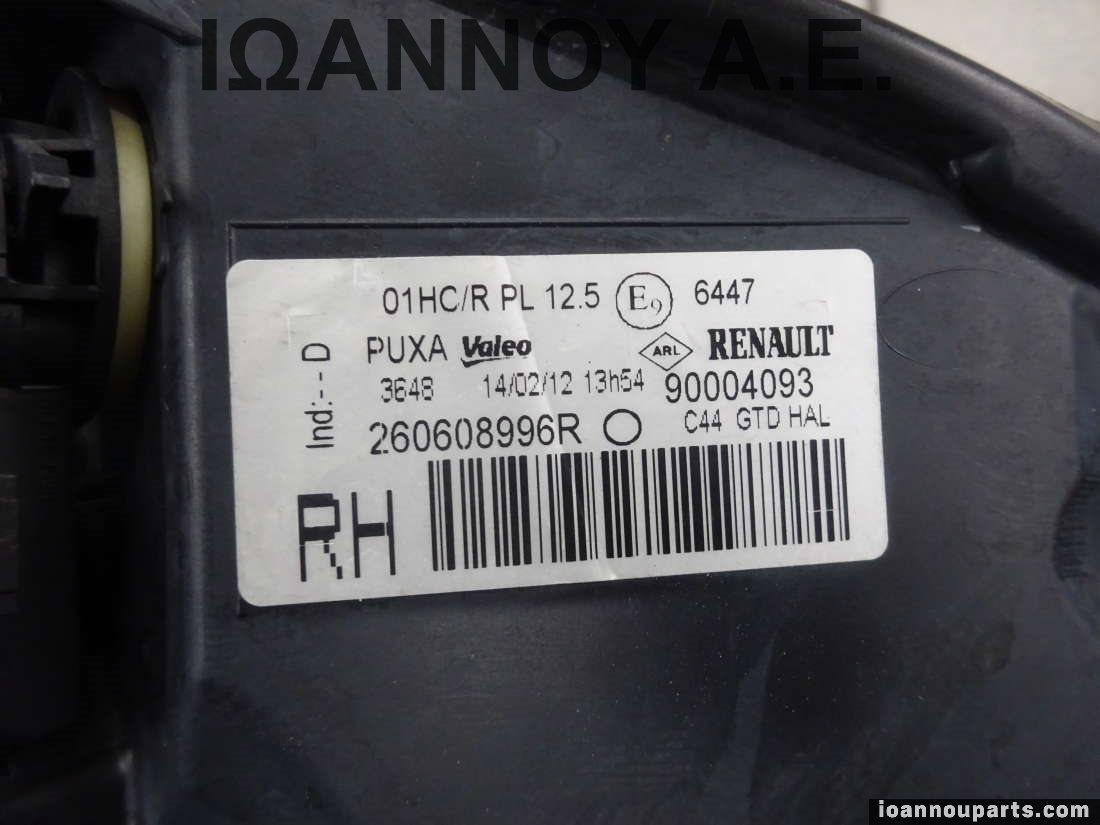 ΙΩΑΝΝΟΥ Α.Ε.
01HC/R PL 12.5 E9 6447
Ind:--D
PUXA Valeo ARL RENAULT
3648 14/02/12 13h54 90004093
260608996R C44 GTD HAL
RH
ioannouparts.com